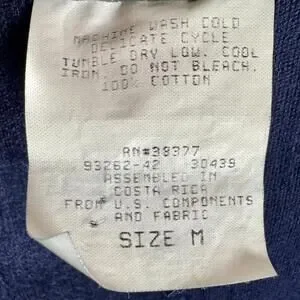 MACHINE WASH COLD
DELICATE CYCLE
TUMBLE DRY LOW. COOL
IRON. DO NOT BLEACH.
100% COTTON
RN#38377
93262-42 30439
ASSEMBLED IN
COSTA RICA
FROM U.S. COMPONENTS
AND FABRIC
SIZE M